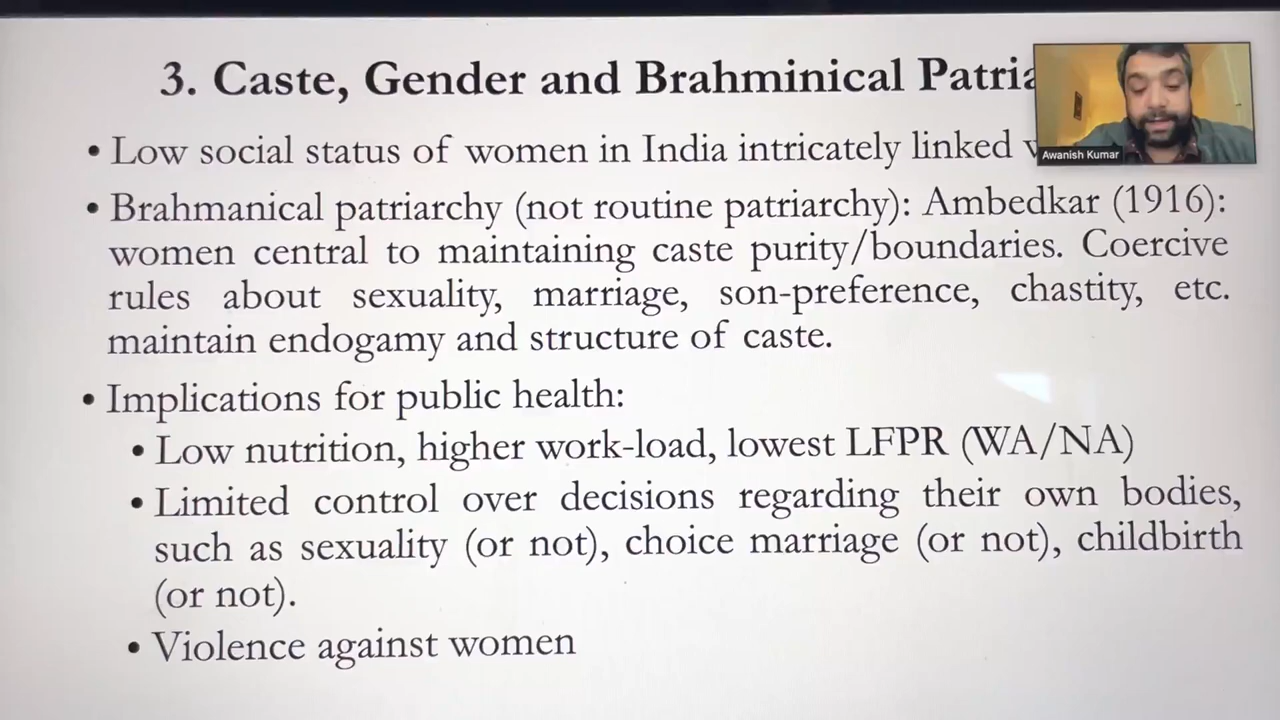 3. Caste, Gender and Brahminical Patria
Awanish Kumar
• Low social status of women in India intricately linked
• Brahmanical patriarchy (not routine patriarchy): Ambedkar (1916):
women central to maintaining caste purity/boundaries. Coercive
rules about sexuality, marriage, son-preference, chastity, etc.
maintain endogamy and structure of caste.
• Implications for public health:
• Low nutrition, higher work-load, lowest LFPR (WA/NA)
• Limited control over decisions regarding their own bodies,
such as sexuality (or not), choice marriage (or not), childbirth
(or not).
• Violence against women